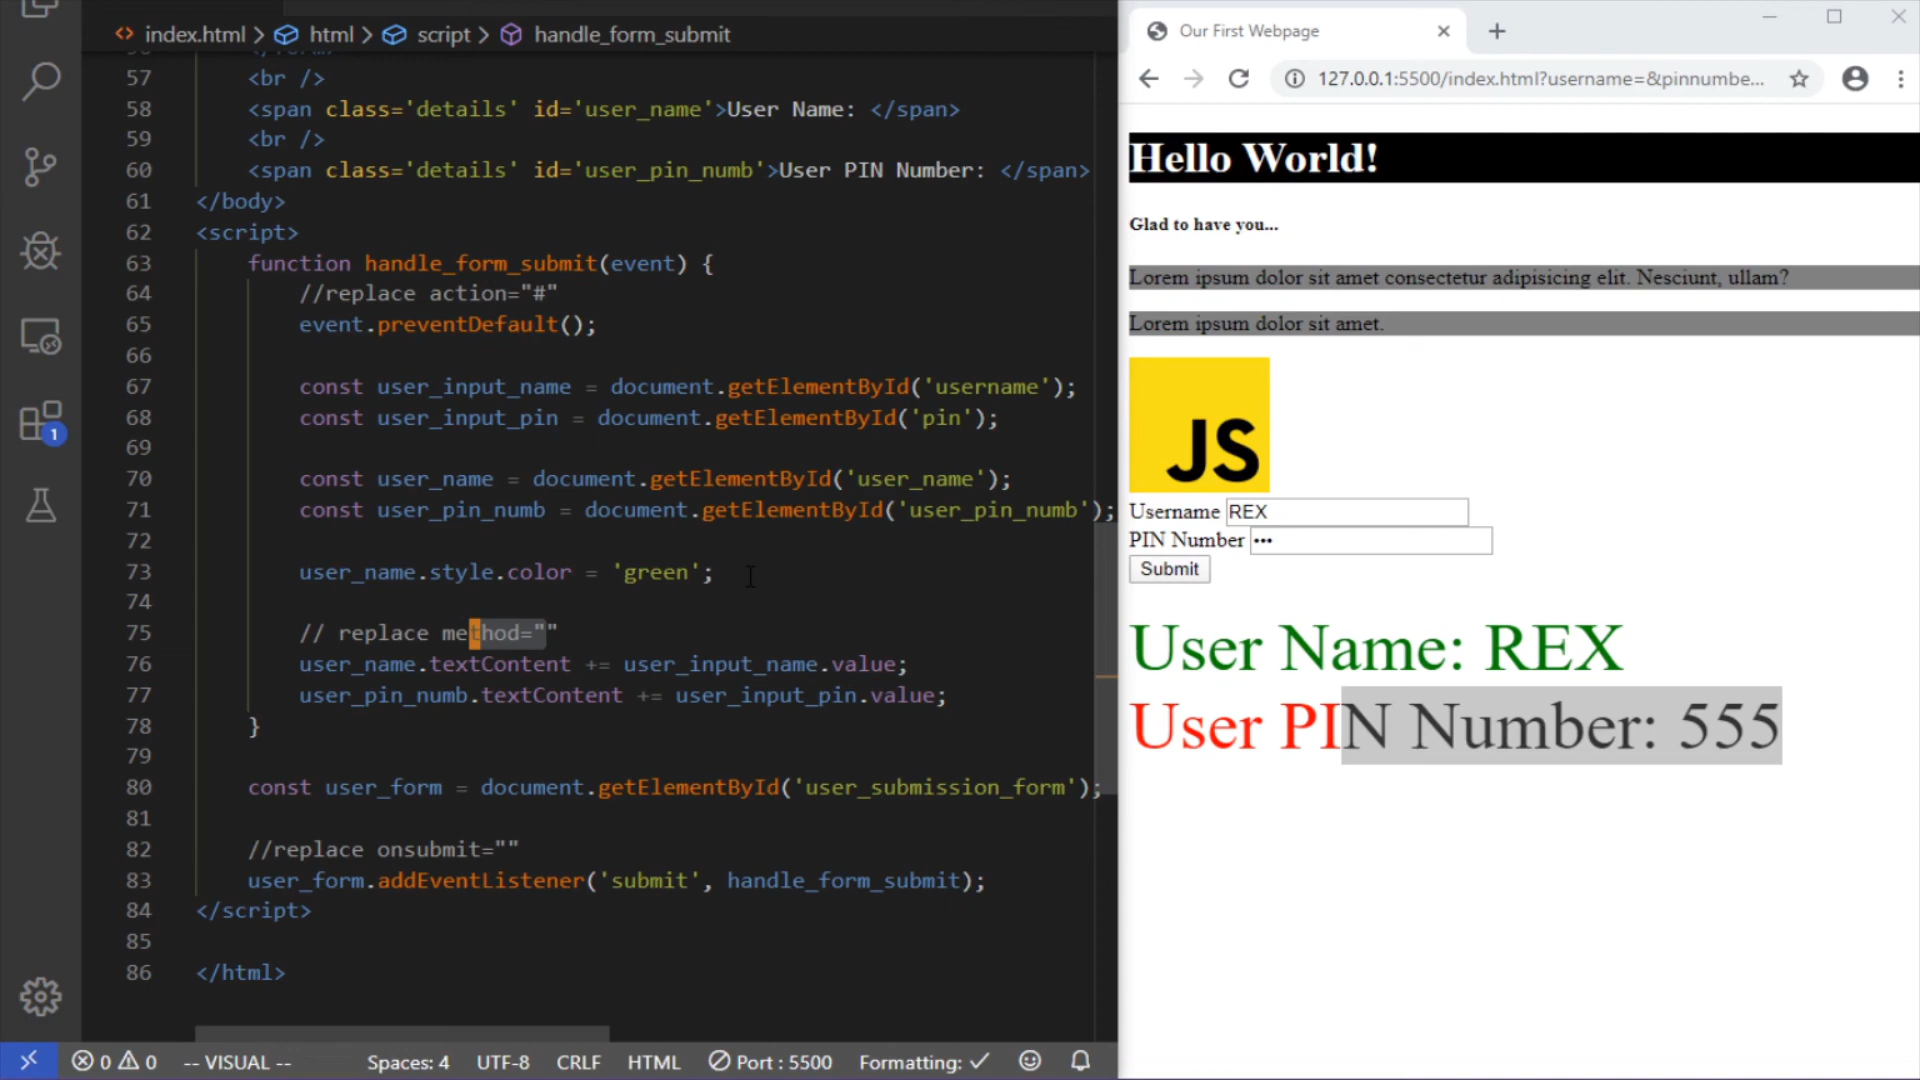 index.html > html > script > handle_form_submit
57 <br />
58 <span class='details' id='user_name'>User Name: </span>
59 <br />
60 <span class='details' id='user_pin_numb'>User PIN Number: </span>
61 </body>
62 <script>
63 function handle_form_submit(event) {
64 //replace action="#"
65 event.preventDefault();
66
67 const user_input_name = document.getElementById('username');
68 const user_input_pin = document.getElementById('pin');
69
70 const user_name = document.getElementById('user_name');
71 const user_pin_numb = document.getElementById('user_pin_numb');
72
73 user_name.style.color = 'green';
74
75 // replace method=""
76 user_name.textContent += user_input_name.value;
77 user_pin_numb.textContent += user_input_pin.value;
78 }
79
80 const user_form = document.getElementById('user_submission_form');
81
82 //replace onsubmit=""
83 user_form.addEventListener('submit', handle_form_submit);
84 </script>
85
86 </html>
1
0 0 -- VISUAL -- Spaces: 4 UTF-8 CRLF HTML Port : 5500 Formatting: ✓
Our First Webpage
127.0.0.1:5500/index.html?username=&pinnumbe...
Hello World!
Glad to have you...
Lorem ipsum dolor sit amet consectetur adipisicing elit. Nesciunt, ullam?
Lorem ipsum dolor sit amet.
JS
Username REX
PIN Number •••
Submit
User Name: REX
User PIN Number: 555